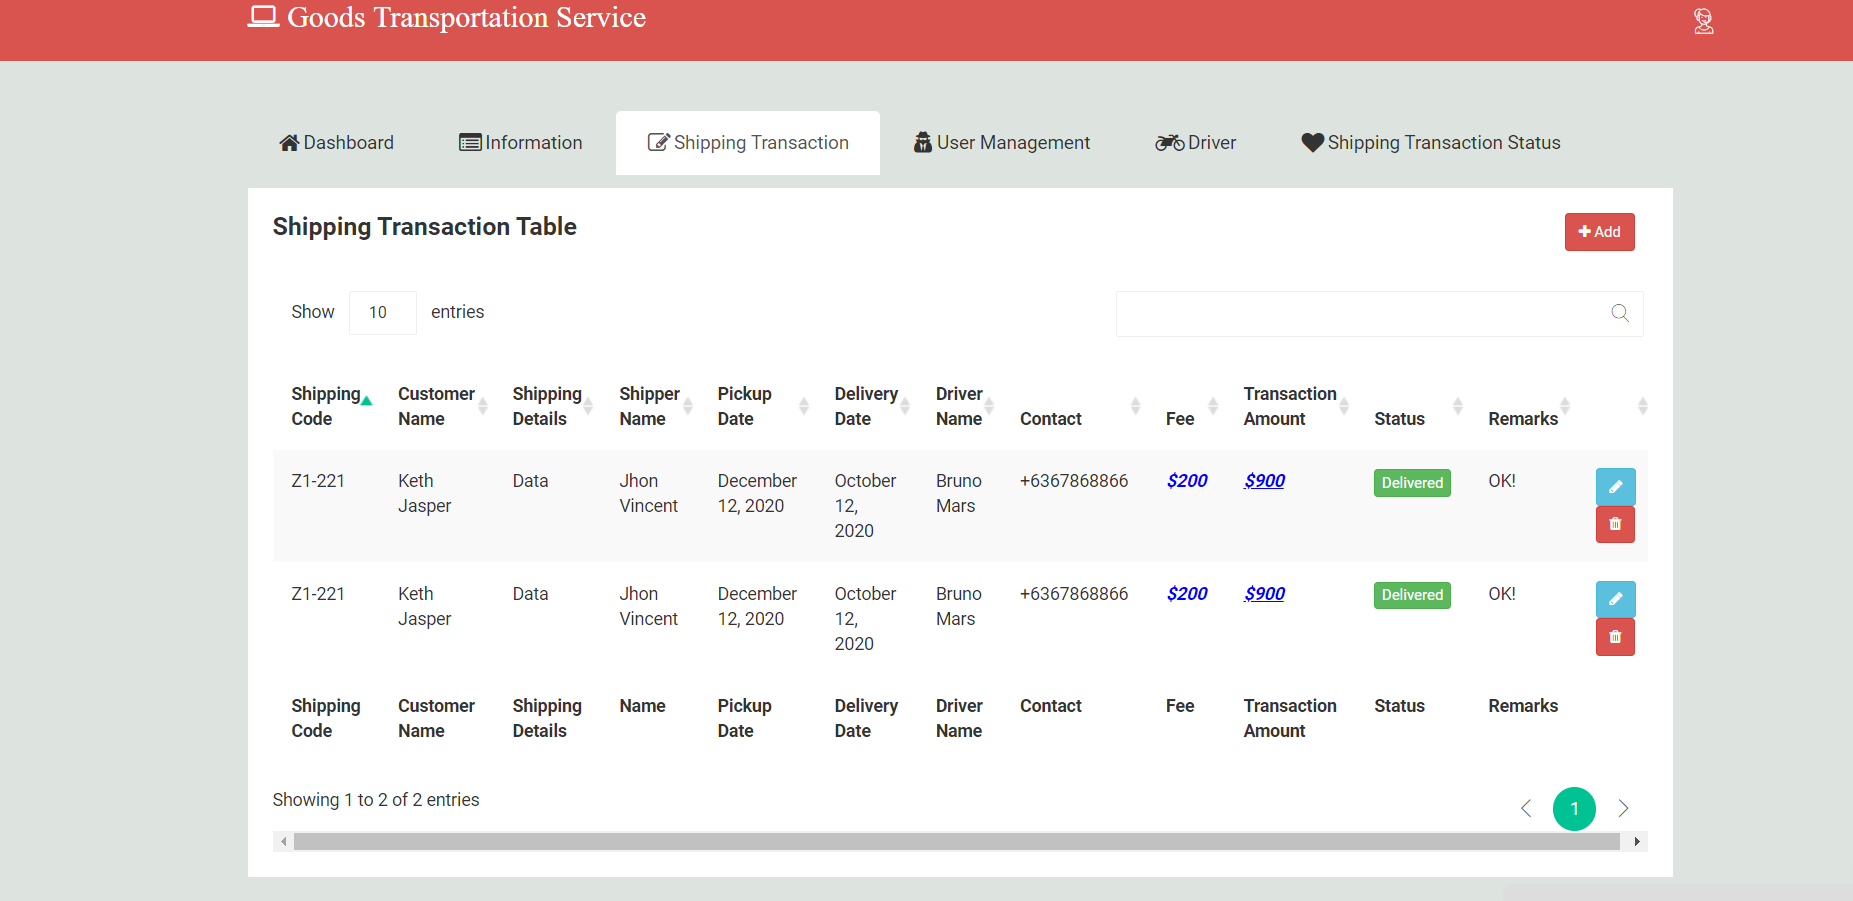 Goods Transportation Service
Dashboard Information Shipping Transaction User Management Driver Shipping Transaction Status
Shipping Transaction Table
Add
Show 10 entries
Shipping Customer Shipping Shipper Pickup Delivery Driver Transaction
Code Name Details Name Date Date Name Contact Fee Amount Status Remarks
Z1-221 Keth Data Jhon December October Bruno +6367868866 $200 $900 Delivered OK!
Jasper Vincent 12, 2020 12, Mars
2020
Z1-221 Keth Data Jhon December October Bruno +6367868866 $200 $900 Delivered OK!
Jasper Vincent 12, 2020 12, Mars
2020
Shipping Customer Shipping Name Pickup Delivery Driver Contact Fee Transaction Status Remarks
Code Name Details Date Date Name Amount
Showing 1 to 2 of 2 entries
1